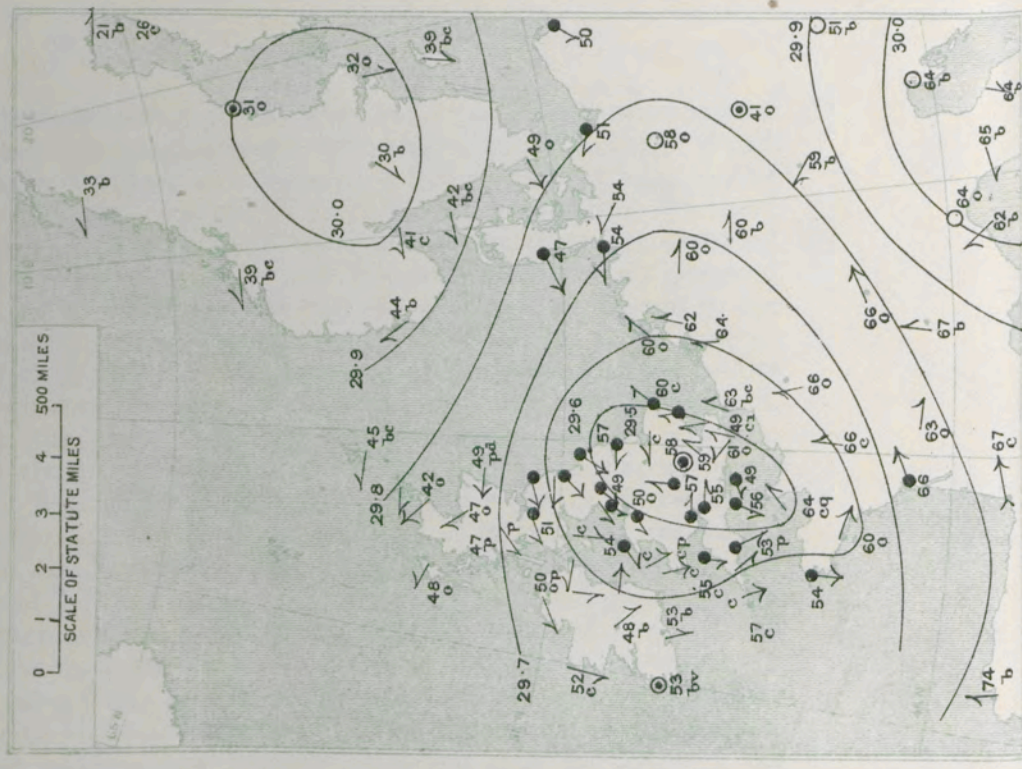 SCALE OF STATUTE MILES
0 1 2 3 4 500 MILES
21
b
26
c
31
o
32
o
38
bc
30·0
33
b
30
b
39
bc
41
c
42
bc
44
b
29·9
45
bc
29·8
42
o
48
o
49
pd
47
o
47
P
P
49
o
51
50
47
54
54
58
o
41
o
29·9
51
b
30·0
64
b
64
b
65
b
64
o
62
b
59
b
60
b
60
o
62
64
60
o
60
c
29·6
57
29·5
c
58
59
61
o
49
c1
63
bc
51
50
op
49
50
o
54
c
c
57
55
49
56
64
cq
cp
c
55
c
53
P
c
57
c
53
b
48
b
52
c
53
bv
29·7
54
60
o
66
c
66
o
66
o
67
b
63
o
66
67
c
74
b